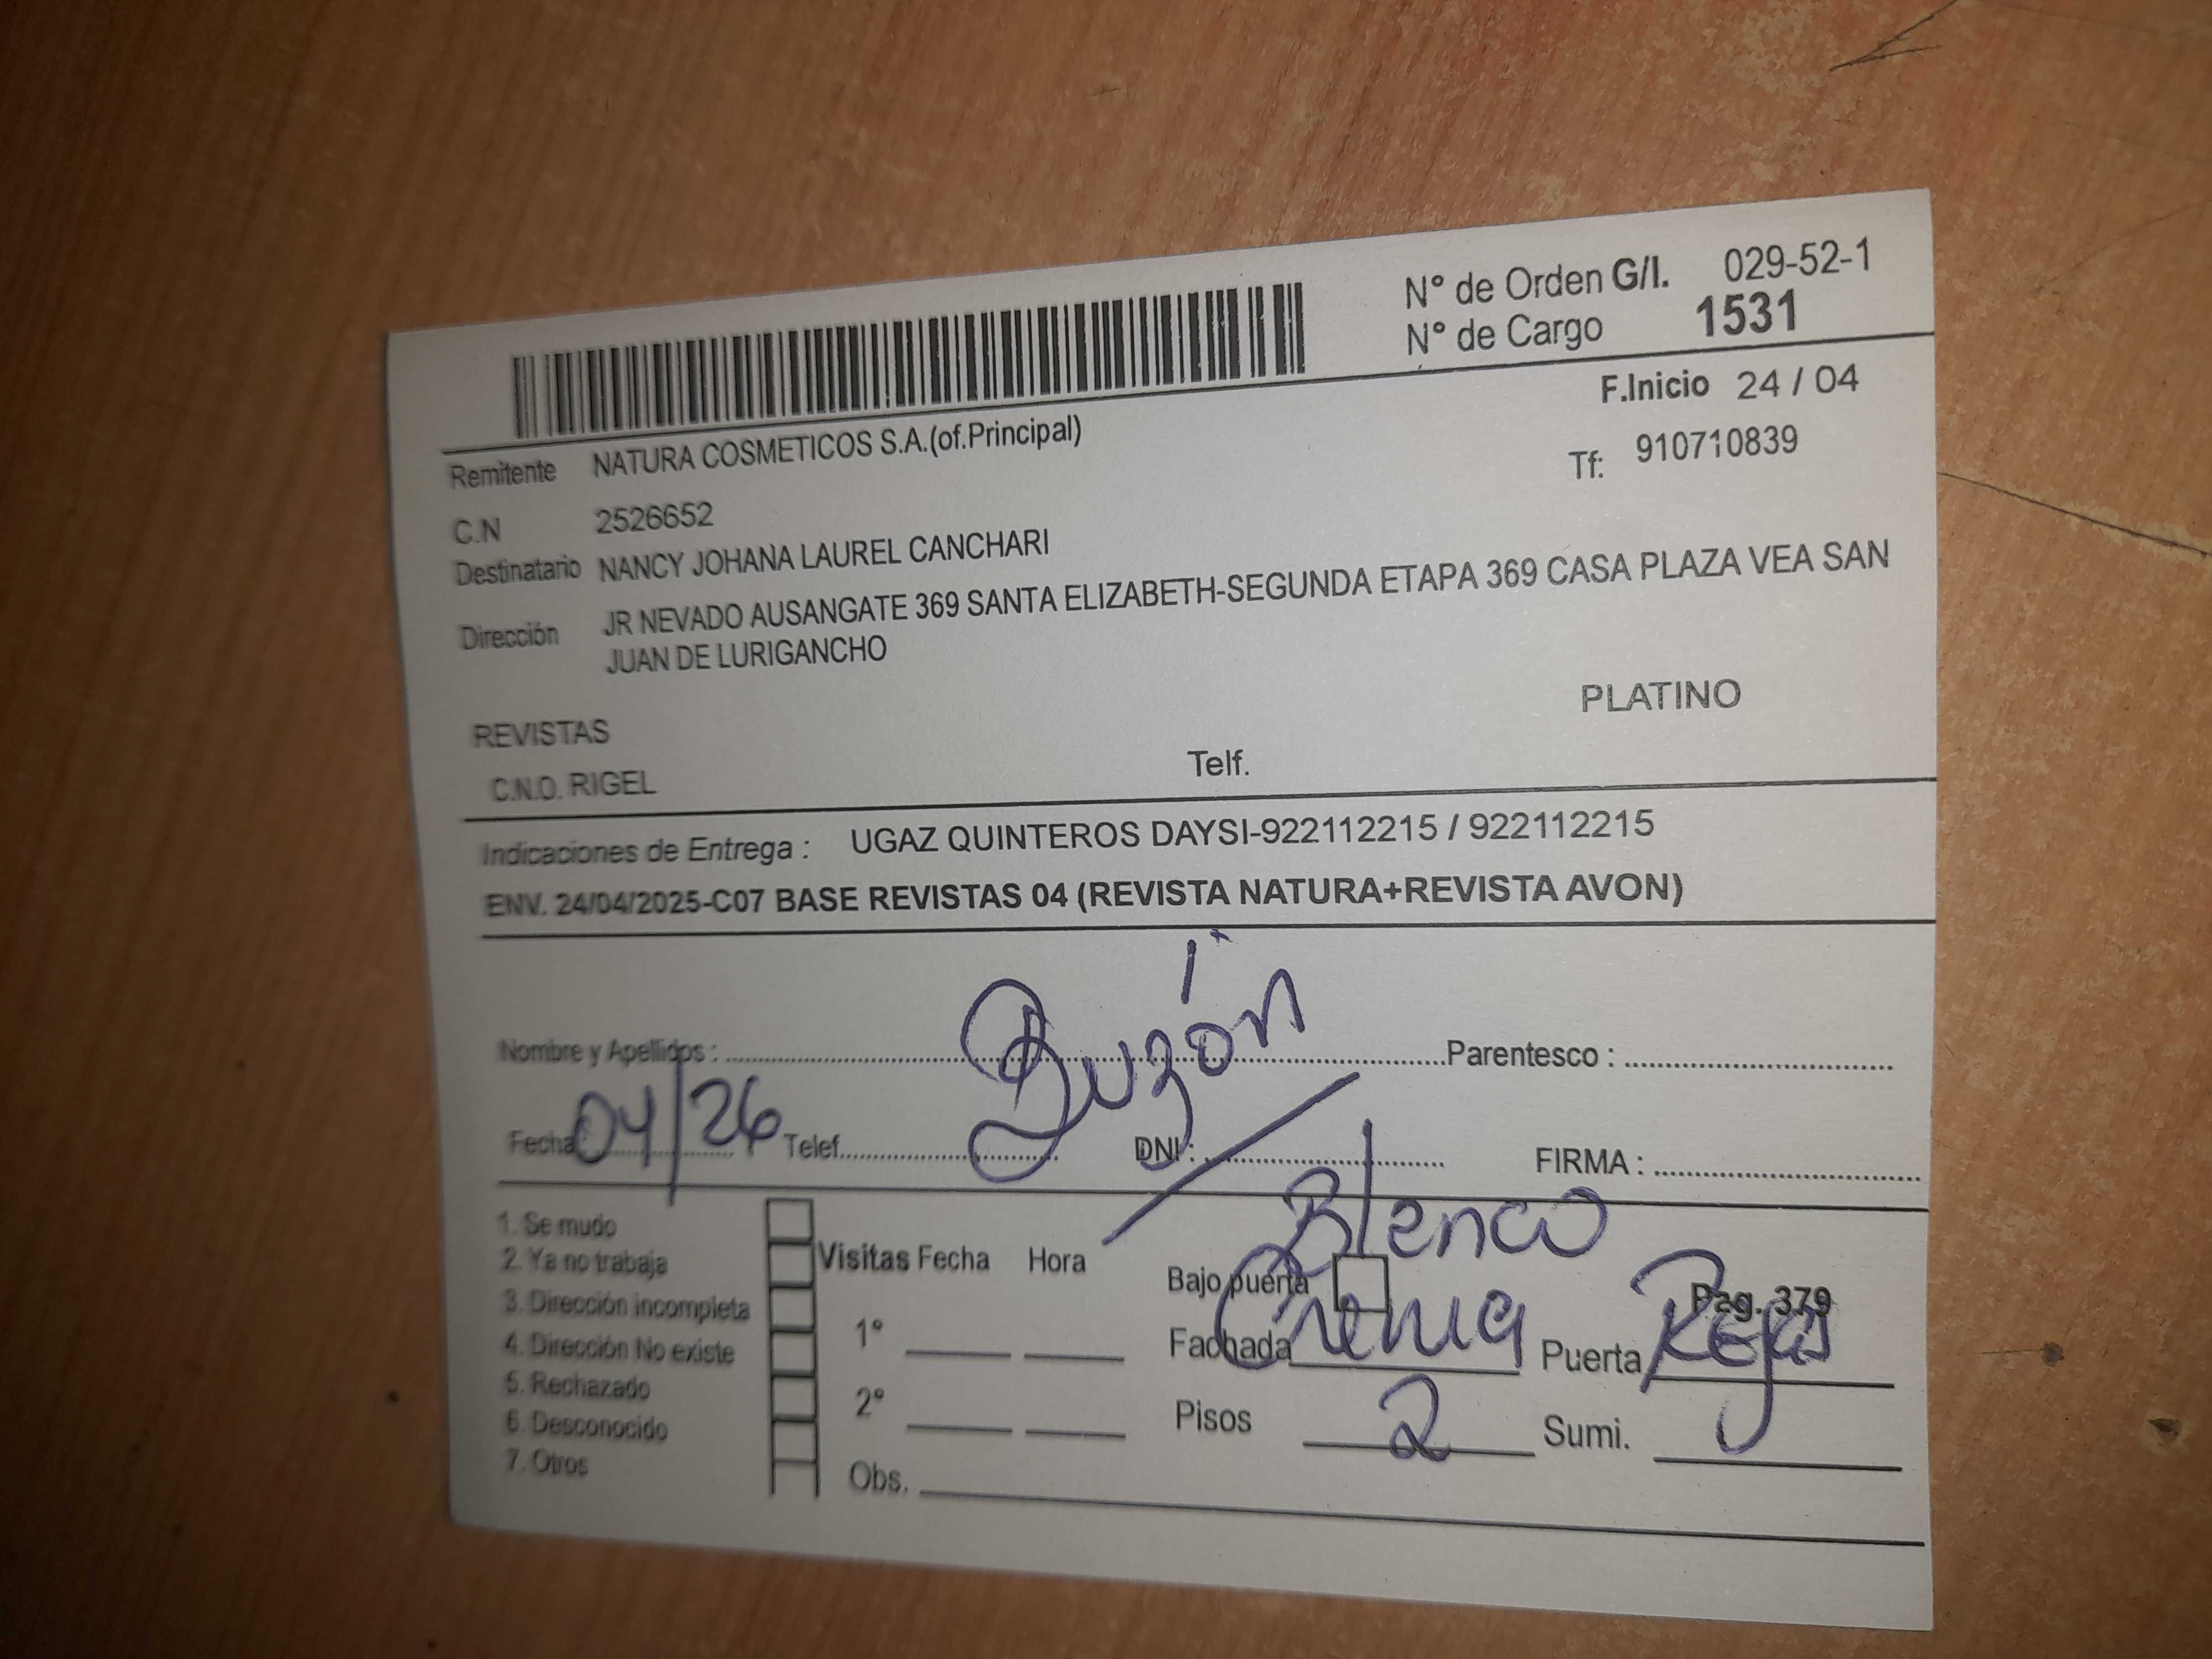 N° de Orden G/I. 029-52-1
N° de Cargo 1531
F.Inicio 24 / 04
Remitente NATURA COSMETICOS S.A.(of.Principal)
Tf: 910710839
C.N 2526652
Destinatario NANCY JOHANA LAUREL CANCHARI
Dirección JR NEVADO AUSANGATE 369 SANTA ELIZABETH-SEGUNDA ETAPA 369 CASA PLAZA VEA SAN
JUAN DE LURIGANCHO
PLATINO
REVISTAS
C.N.O. RIGEL Telf.
Indicaciones de Entrega : UGAZ QUINTEROS DAYSI-922112215 / 922112215
ENV. 24/04/2025-C07 BASE REVISTAS 04 (REVISTA NATURA+REVISTA AVON)
Buzón
Nombre y Apellidos : Parentesco :
Fecha 04/26 Telef. DNI : FIRMA :
1. Se mudo
2. Ya no trabaja
3. Dirección incompleta
4. Dirección No existe
5. Rechazado
6. Desconocido
7. Otros
Visitas Fecha Hora
1°
2°
Obs.
Blanco
Bajo puerta
Pag. 379
Fachada Crema Puerta Rejas
Pisos 2 Sumi.